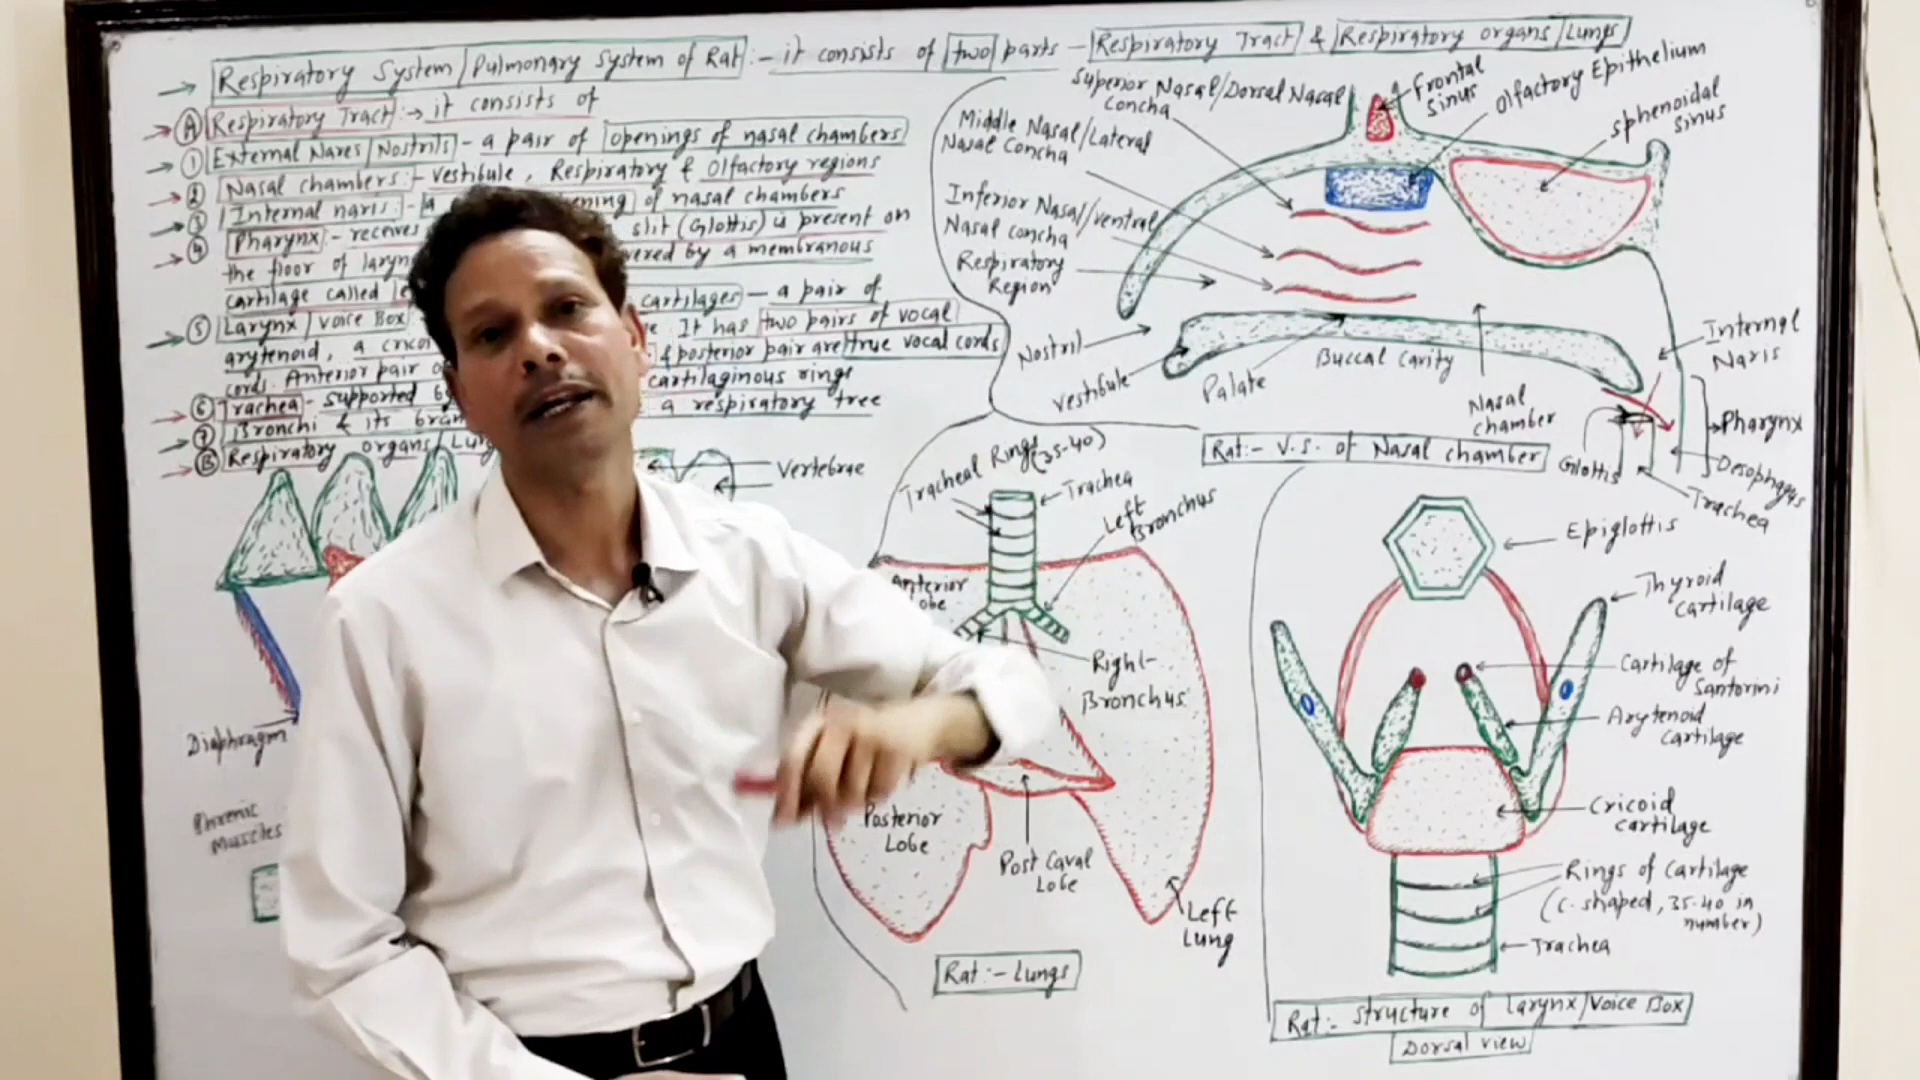 → Respiratory System/Pulmonary System of Rat:- it consists of two parts - Respiratory Tract & Respiratory organs/Lungs
→ (A) Respiratory Tract:→ it consists of
→ (1) External Nares/Nostrils - a pair of openings of nasal chambers
→ (2) Nasal chambers:- Vestibule, Respiratory & Olfactory regions
→ (3) Internal naris:- of nasal chambers
→ (4) Pharynx - receives slit (Glottis) is present on
the floor of by a membranous
cartilage called cartilages - a pair of
→ (5) Larynx/Voice Box It has two pairs of vocal
arytenoid, a & posterior pair are true vocal cords
cords. Anterior pair cartilaginous rings
→ (6) Trachea - supported a respiratory tree
→ (7) Bronchi & its
→ (B) Respiratory organs
Vertebrae
Diaphragm
Phrenic
Muscles
Superior Nasal/Dorsal Nasal
Concha
Middle Nasal/Lateral
Nasal Concha
Inferior Nasal/Ventral
Nasal Concha
Respiratory
Region
Nostril
Vestibule
Palate
Buccal Cavity
Frontal
Sinus
Olfactory Epithelium
Sphenoidal
sinus
Internal
Naris
Nasal
chamber
Pharynx
Glottis
Oesophagus
Trachea
Rat:- V.S. of Nasal chamber
Tracheal Rings
(35-40)
Trachea
Left
Bronchus
Anterior
Right-
Bronchus
Posterior
Lobe
Post Caval
Lobe
Left
Lung
Rat:- Lungs
Epiglottis
Thyroid
cartilage
Cartilage of
Santorini
Arytenoid
cartilage
Cricoid
cartilage
Rings of Cartilage
(C. shaped, 35-40 in
number)
Trachea
Rat:- Structure of Larynx/Voice Box
Dorsal view